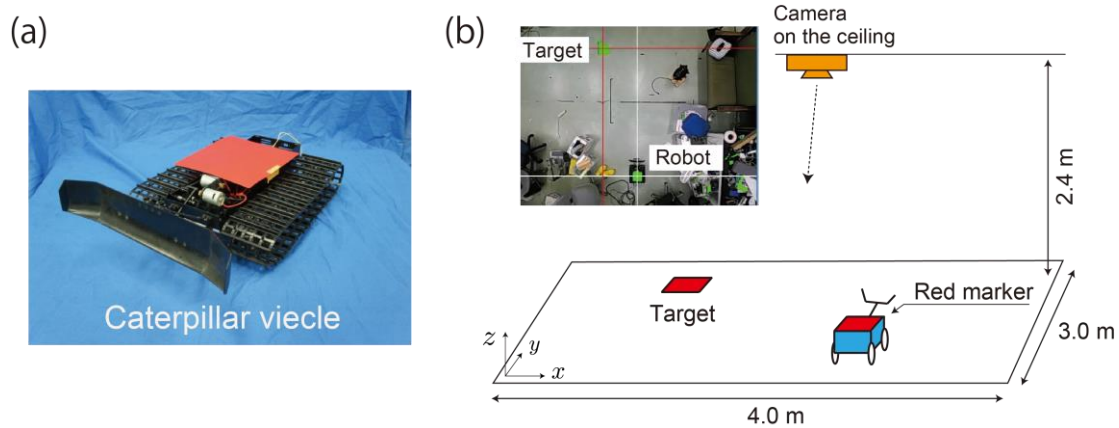 (a)
Caterpillar viecle
(b)
Target
Robot
Camera
on the ceiling
2.4 m
Target
Red marker
3.0 m
z
y
x
4.0 m